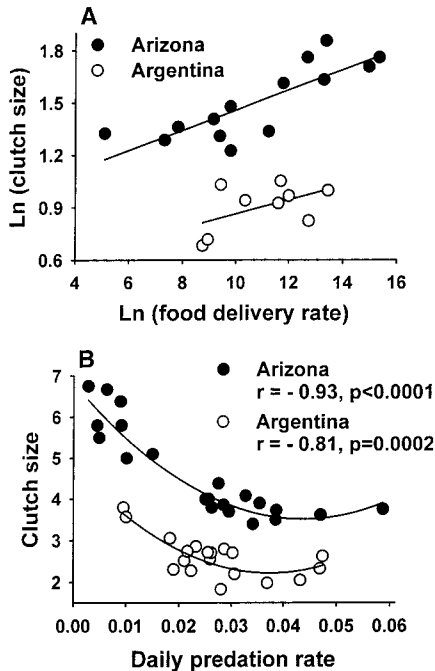 A
Arizona
Argentina
Ln (clutch size)
1.8
1.5
1.2
0.9
0.6
4 6 8 10 12 14 16
Ln (food delivery rate)
B
Arizona
r = - 0.93, p<0.0001
Argentina
r = - 0.81, p=0.0002
Clutch size
7
6
5
4
3
2
0.00 0.01 0.02 0.03 0.04 0.05 0.06
Daily predation rate